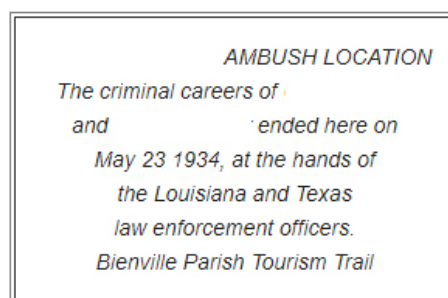 AMBUSH LOCATION
The criminal careers of
and ended here on
May 23 1934, at the hands of
the Louisiana and Texas
law enforcement officers.
Bienville Parish Tourism Trail